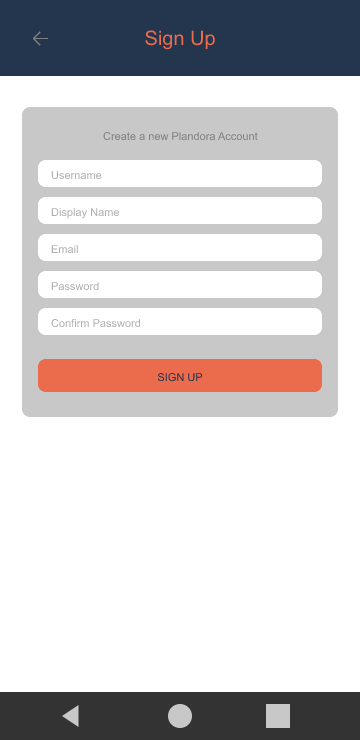 Sign Up
Create a new Plandora Account
Username
Display Name
Email
Password
Confirm Password
SIGN UP